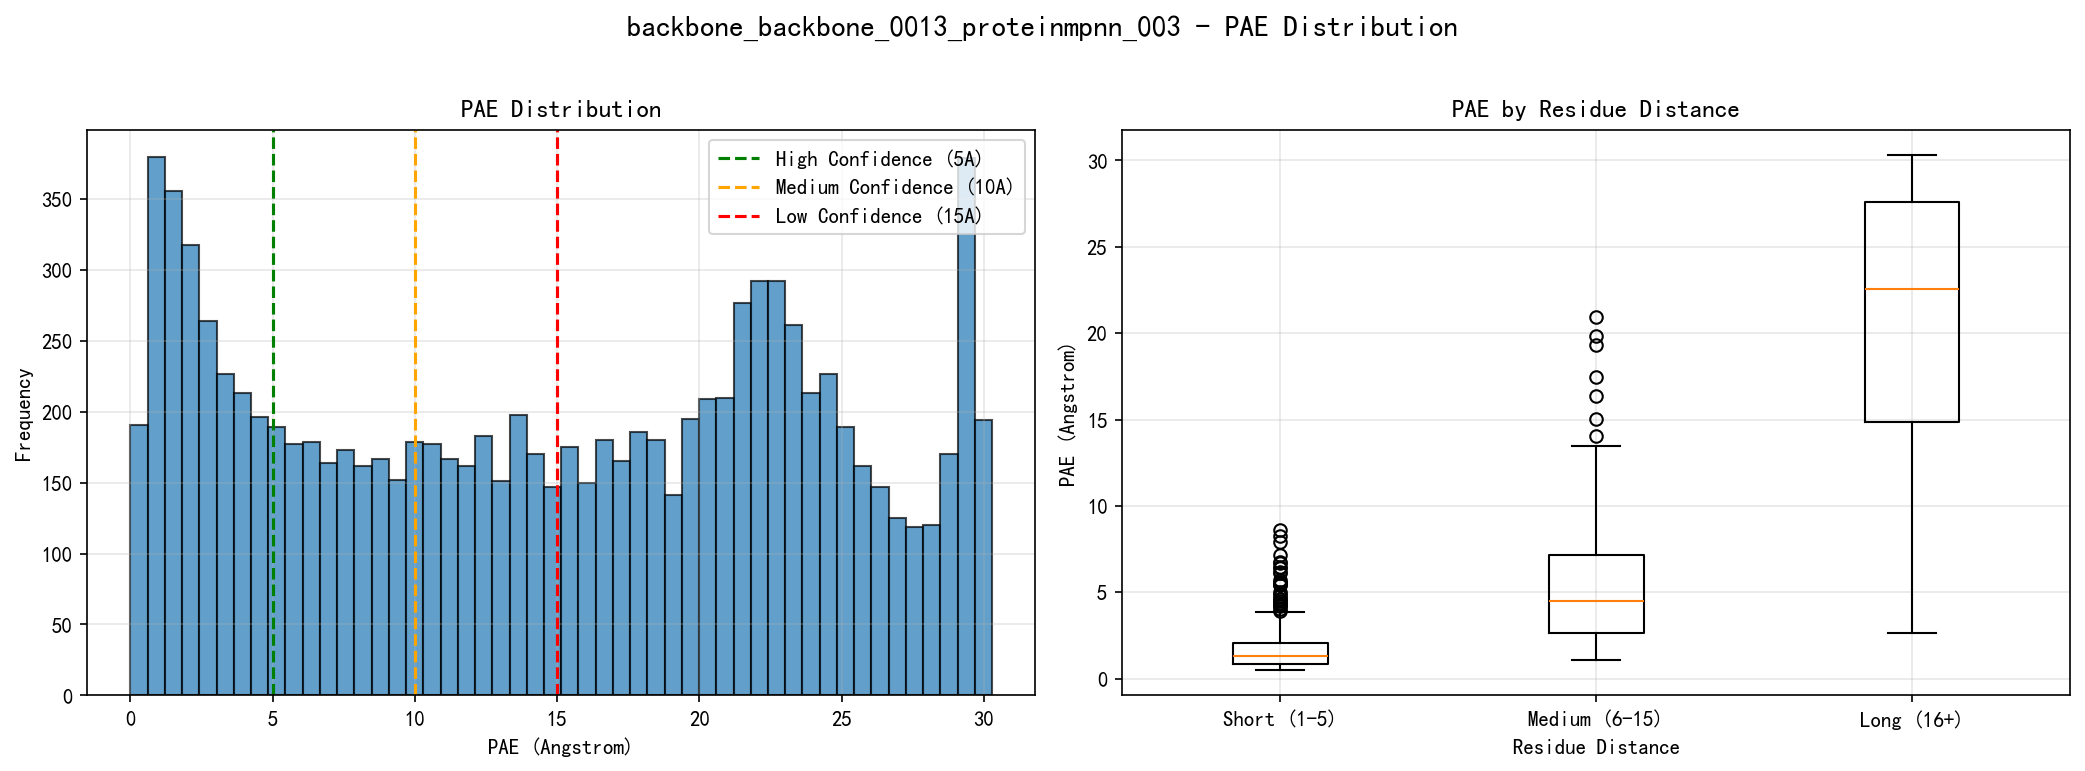 backbone_backbone_0013_proteinmpnn_003 - PAE Distribution
PAE Distribution
350
300
250
200
150
100
50
0
Frequency
High Confidence (5A)
Medium Confidence (10A)
Low Confidence (15A)
0 5 10 15 20 25 30
PAE (Angstrom)
PAE by Residue Distance
30
25
20
15
10
5
0
PAE (Angstrom)
Short (1-5) Medium (6-15) Long (16+)
Residue Distance